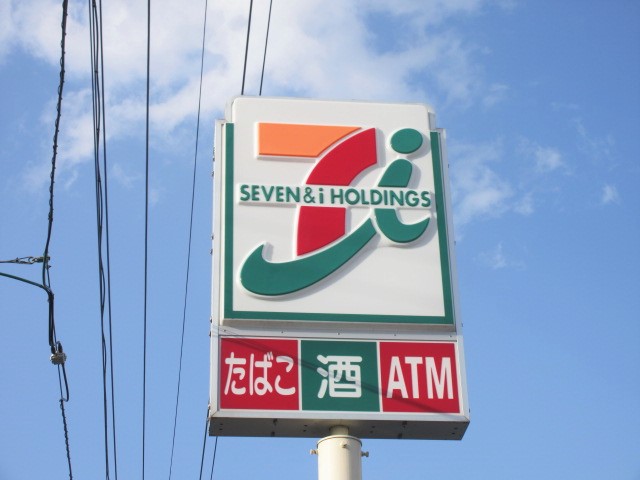 SEVEN & i HOLDINGS
たばこ 酒 ATM